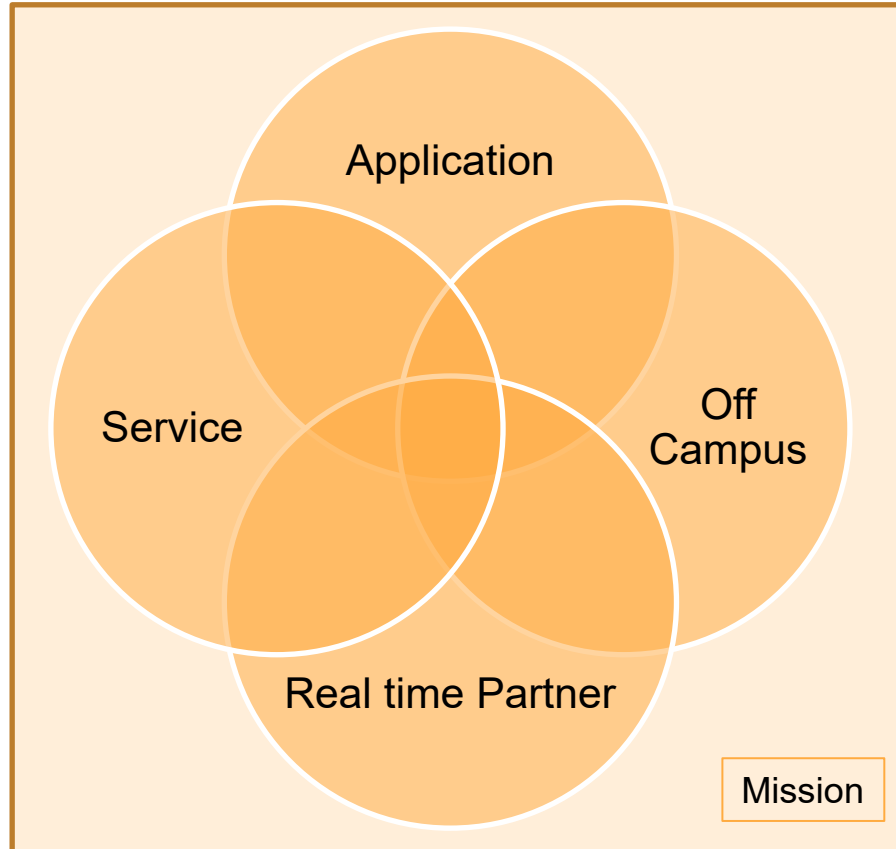 Application
Service
Off
Campus
Real time Partner
Mission